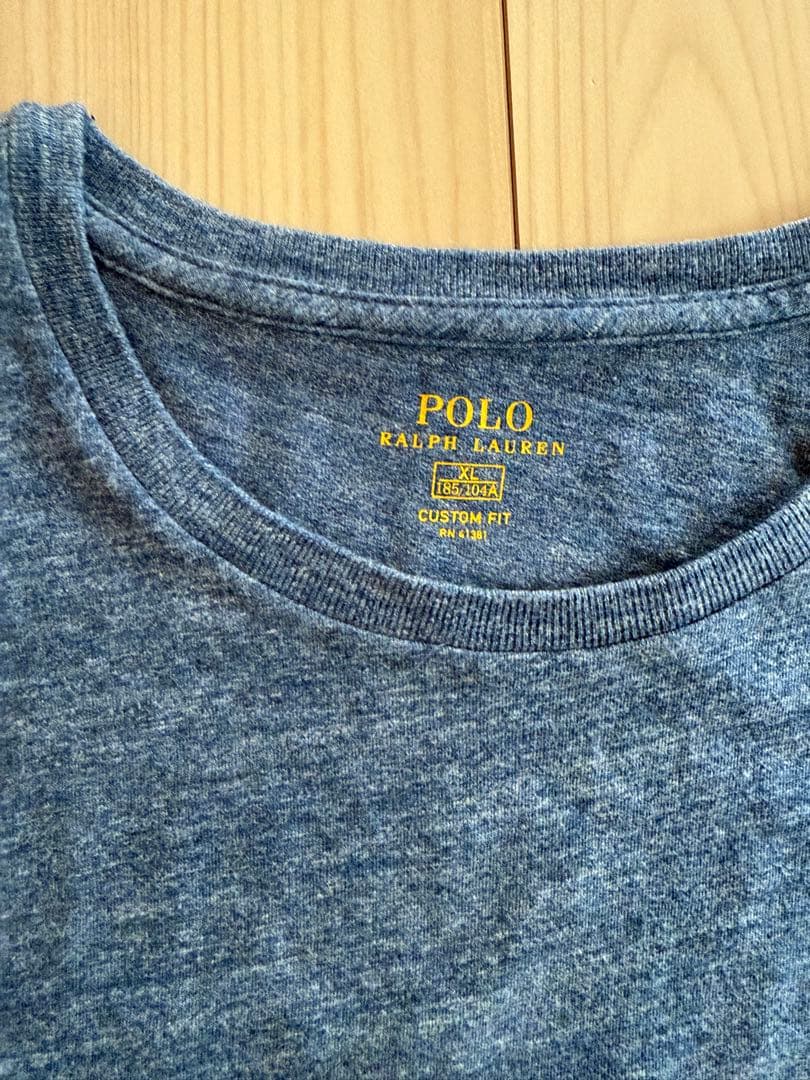 POLO
RALPH LAUREN
XL
185/104A
CUSTOM FIT
RN 41381